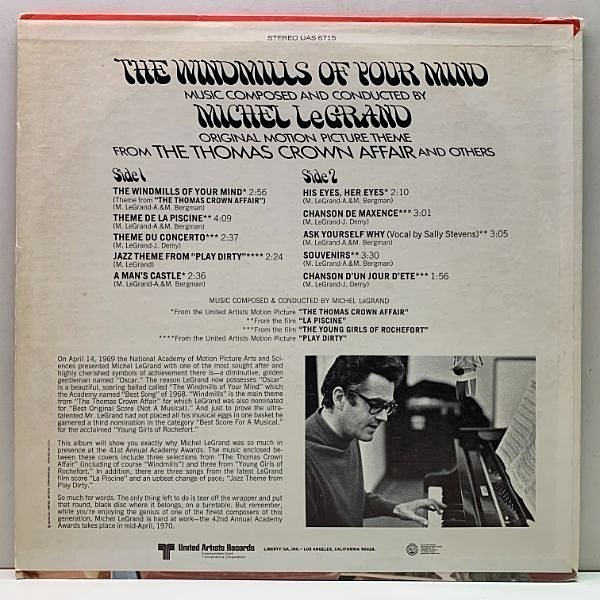 STEREO UAS 6715
THE WINDMILLS OF YOUR MIND
MUSIC COMPOSED AND CONDUCTED BY
MICHEL LeGRAND
ORIGINAL MOTION PICTURE THEME
FROM THE THOMAS CROWN AFFAIR AND OTHERS
Side 1
THE WINDMILLS OF YOUR MIND* 2:56
(Theme from "THE THOMAS CROWN AFFAIR")
(M. LeGrand-A.&M. Bergman)
THEME DE LA PISCINE** 4:09
(M. LeGrand-A.&M. Bergman)
THEME DU CONCERTO*** 2:37
(M. LeGrand-J. Demy)
JAZZ THEME FROM "PLAY DIRTY"**** 2:24
(M. LeGrand)
A MAN'S CASTLE* 2:36
(M. LeGrand-A.&M. Bergman)
Side 2
HIS EYES, HER EYES* 2:10
(M. LeGrand-A.&M. Bergman)
CHANSON DE MAXENCE*** 3:01
(M. LeGrand-J. Demy)
ASK YOURSELF WHY (Vocal by Sally Stevens)** 3:05
(M. LeGrand-A.&M. Bergman)
SOUVENIRS** 3:30
(M. LeGrand-A.&M. Bergman)
CHANSON D'UN JOUR D'ETE*** 1:56
(M. LeGrand-J. Demy)
MUSIC COMPOSED & CONDUCTED BY MICHEL LeGRAND
*From the United Artists Motion Picture "THE THOMAS CROWN AFFAIR"
**From the film "LA PISCINE"
***From the film "THE YOUNG GIRLS OF ROCHEFORT"
****From the United Artists Motion Picture "PLAY DIRTY"
On April 14, 1969 the National Academy of Motion Picture Arts and Sci-
ences presented Michel LeGrand with one of the most sought after and
highly cherished symbols of achievement there is—a diminutive, golden
gentleman named "Oscar." The reason LeGrand now possesses "Oscar"
is a beautiful, soaring ballad called "The Windmills of Your Mind" which
the Academy named "Best Song" of 1968. "Windmills" is the main theme
from "The Thomas Crown Affair" for which LeGrand was also nominated
for "Best Original Score (Not A Musical)." And just to prove the ultra-
talented Mr. LeGrand had not placed all his musical eggs in one basket he
garnered a third nomination in the category "Best Score For A Musical,"
for the acclaimed "Young Girls of Rochefort."
This album will show you exactly why Michel LeGrand was so much in
presence at the 41st Annual Academy Awards. The music enclosed be-
tween these covers include three selections from "The Thomas Crown
Affair" (including of course "Windmills") and three from "Young Girls of
Rochefort." In addition, there are three songs from the latest LeGrand
film score "La Piscine" and an upbeat change of pace; "Jazz Theme from
Play Dirty."
So much for words. The only thing left to do is tear off the wrapper and put
that round, black disc where it belongs, on a turntable. But remember,
while you're enjoying the genius of one of the finest composers of this
generation, Michel LeGrand is hard at work—the 42nd Annual Academy
Awards takes place in mid-April, 1970.
United Artists Records
Entertainment from
Transamerica Corporation
LIBERTY/UA, INC. • LOS ANGELES, CALIFORNIA 90028.